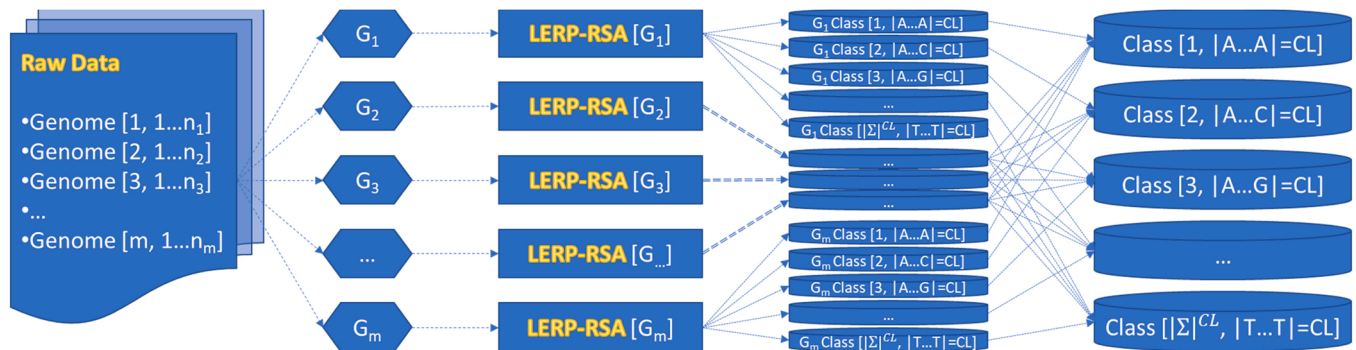 Raw Data
•Genome [1, 1...n₁]
•Genome [2, 1...n₂]
•Genome [3, 1...n₃]
•...
•Genome [m, 1...nₘ]
G₁
G₂
G₃
...
Gₘ
LERP-RSA [G₁]
LERP-RSA [G₂]
LERP-RSA [G₃]
LERP-RSA [G...]
LERP-RSA [Gₘ]
G₁ Class [1, |A...A|=CL]
G₁ Class [2, |A...C|=CL]
G₁ Class [3, |A...G|=CL]
...
G₁ Class [|Σ|^CL, |T...T|=CL]
...
...
...
Gₘ Class [1, |A...A|=CL]
Gₘ Class [2, |A...C|=CL]
Gₘ Class [3, |A...G|=CL]
...
Gₘ Class [|Σ|^CL, |T...T|=CL]
Class [1, |A...A|=CL]
Class [2, |A...C|=CL]
Class [3, |A...G|=CL]
...
Class [|Σ|^CL, |T...T|=CL]